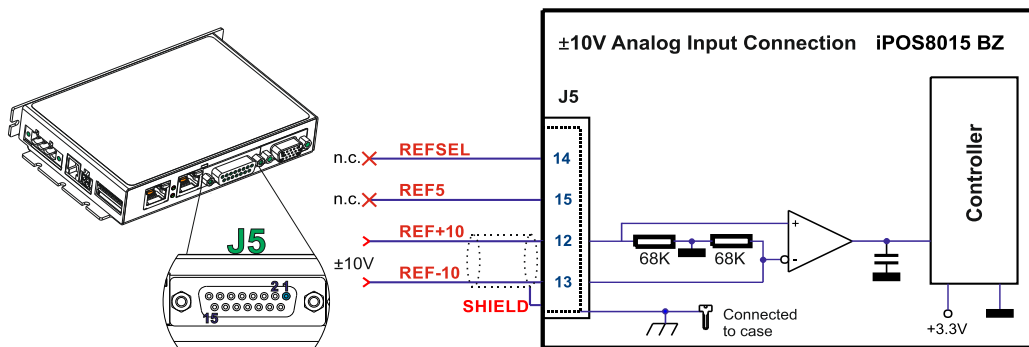 ±10V Analog Input Connection iPOS8015 BZ
J5
n.c.
REFSEL
14
n.c.
REF5
15
REF+10
12
±10V
REF-10
13
SHIELD
68K
68K
+
-
Controller
+3.3V
Connected
to case
J5
2 1
15